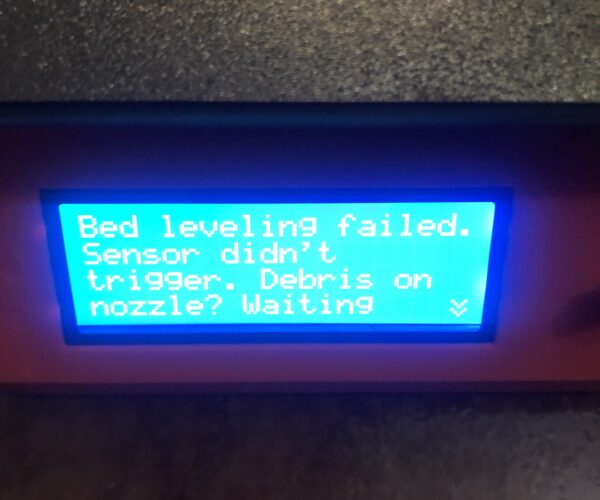 Bed leveling failed.
Sensor didn't
trigger. Debris on
nozzle? Waiting